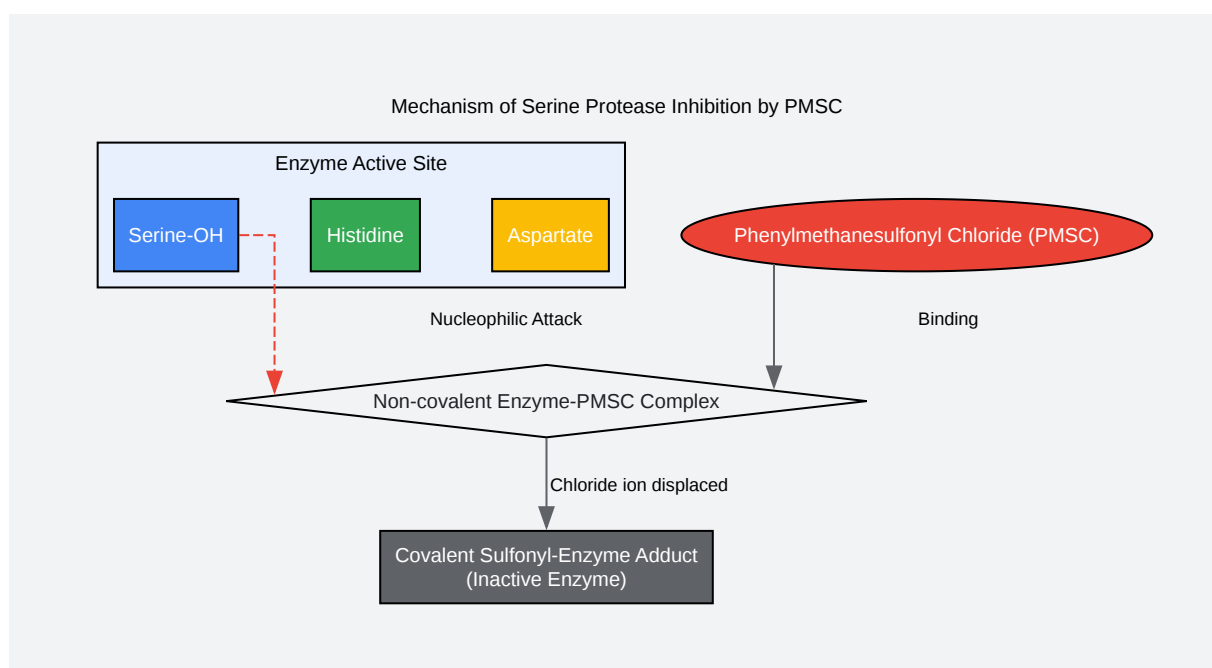 Mechanism of Serine Protease Inhibition by PMSC
Enzyme Active Site
Serine-OH
Histidine
Aspartate
Phenylmethanesulfonyl Chloride (PMSC)
Nucleophilic Attack
Binding
Non-covalent Enzyme-PMSC Complex
Chloride ion displaced
Covalent Sulfonyl-Enzyme Adduct
(Inactive Enzyme)